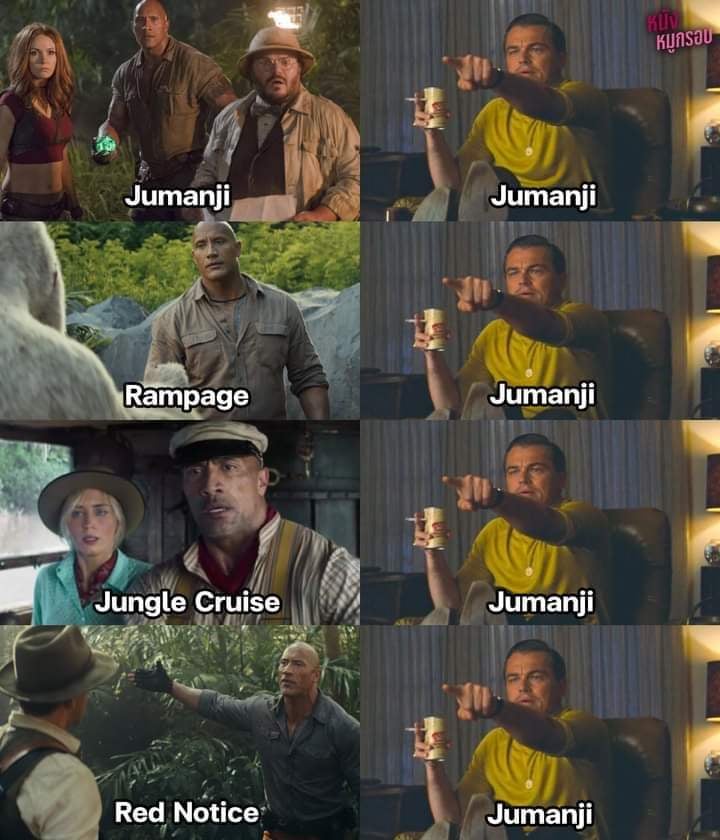 หนัง
หมูกรอบ
Jumanji
Jumanji
Rampage
Jumanji
Jungle Cruise
Jumanji
Red Notice
Jumanji